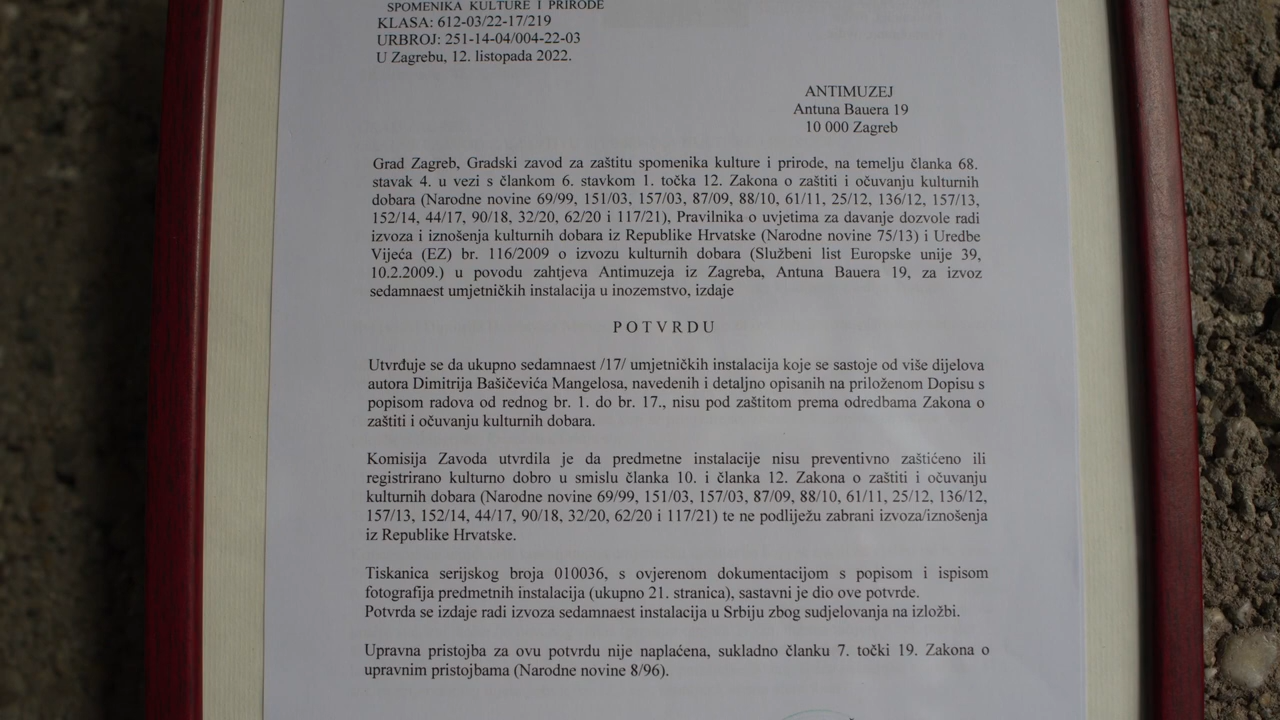 SPOMENIKA KULTURE I PRIRODE
KLASA: 612-03/22-17/219
URBROJ: 251-14-04/004-22-03
U Zagrebu, 12. listopada 2022.
ANTIMUZEJ
Antuna Bauera 19
10 000 Zagreb
Grad Zagreb, Gradski zavod za zaštitu spomenika kulture i prirode, na temelju članka 68.
stavak 4. u vezi s člankom 6. stavkom 1. točka 12. Zakona o zaštiti i očuvanju kulturnih
dobara (Narodne novine 69/99, 151/03, 157/03, 87/09, 88/10, 61/11, 25/12, 136/12, 157/13,
152/14, 44/17, 90/18, 32/20, 62/20 i 117/21), Pravilnika o uvjetima za davanje dozvole radi
izvoza i iznošenja kulturnih dobara iz Republike Hrvatske (Narodne novine 75/13) i Uredbe
Vijeća (EZ) br. 116/2009 o izvozu kulturnih dobara (Službeni list Europske unije 39,
10.2.2009.) u povodu zahtjeva Antimuzeja iz Zagreba, Antuna Bauera 19, za izvoz
sedamnaest umjetničkih instalacija u inozemstvo, izdaje
P O T V R D U
Utvrđuje se da ukupno sedamnaest /17/ umjetničkih instalacija koje se sastoje od više dijelova
autora Dimitrija Bašičevića Mangelosa, navedenih i detaljno opisanih na priloženom Dopisu s
popisom radova od rednog br. 1. do br. 17., nisu pod zaštitom prema odredbama Zakona o
zaštiti i očuvanju kulturnih dobara.
Komisija Zavoda utvrdila je da predmetne instalacije nisu preventivno zaštićeno ili
registrirano kulturno dobro u smislu članka 10. i članka 12. Zakona o zaštiti i očuvanju
kulturnih dobara (Narodne novine 69/99, 151/03, 157/03, 87/09, 88/10, 61/11, 25/12, 136/12,
157/13, 152/14, 44/17, 90/18, 32/20, 62/20 i 117/21) te ne podliježu zabrani izvoza/iznošenja
iz Republike Hrvatske.
Tiskanica serijskog broja 010036, s ovjerenom dokumentacijom s popisom i ispisom
fotografija predmetnih instalacija (ukupno 21. stranica), sastavni je dio ove potvrde.
Potvrda se izdaje radi izvoza sedamnaest instalacija u Srbiju zbog sudjelovanja na izložbi.
Upravna pristojba za ovu potvrdu nije naplaćena, sukladno članku 7. točki 19. Zakona o
upravnim pristojbama (Narodne novine 8/96).